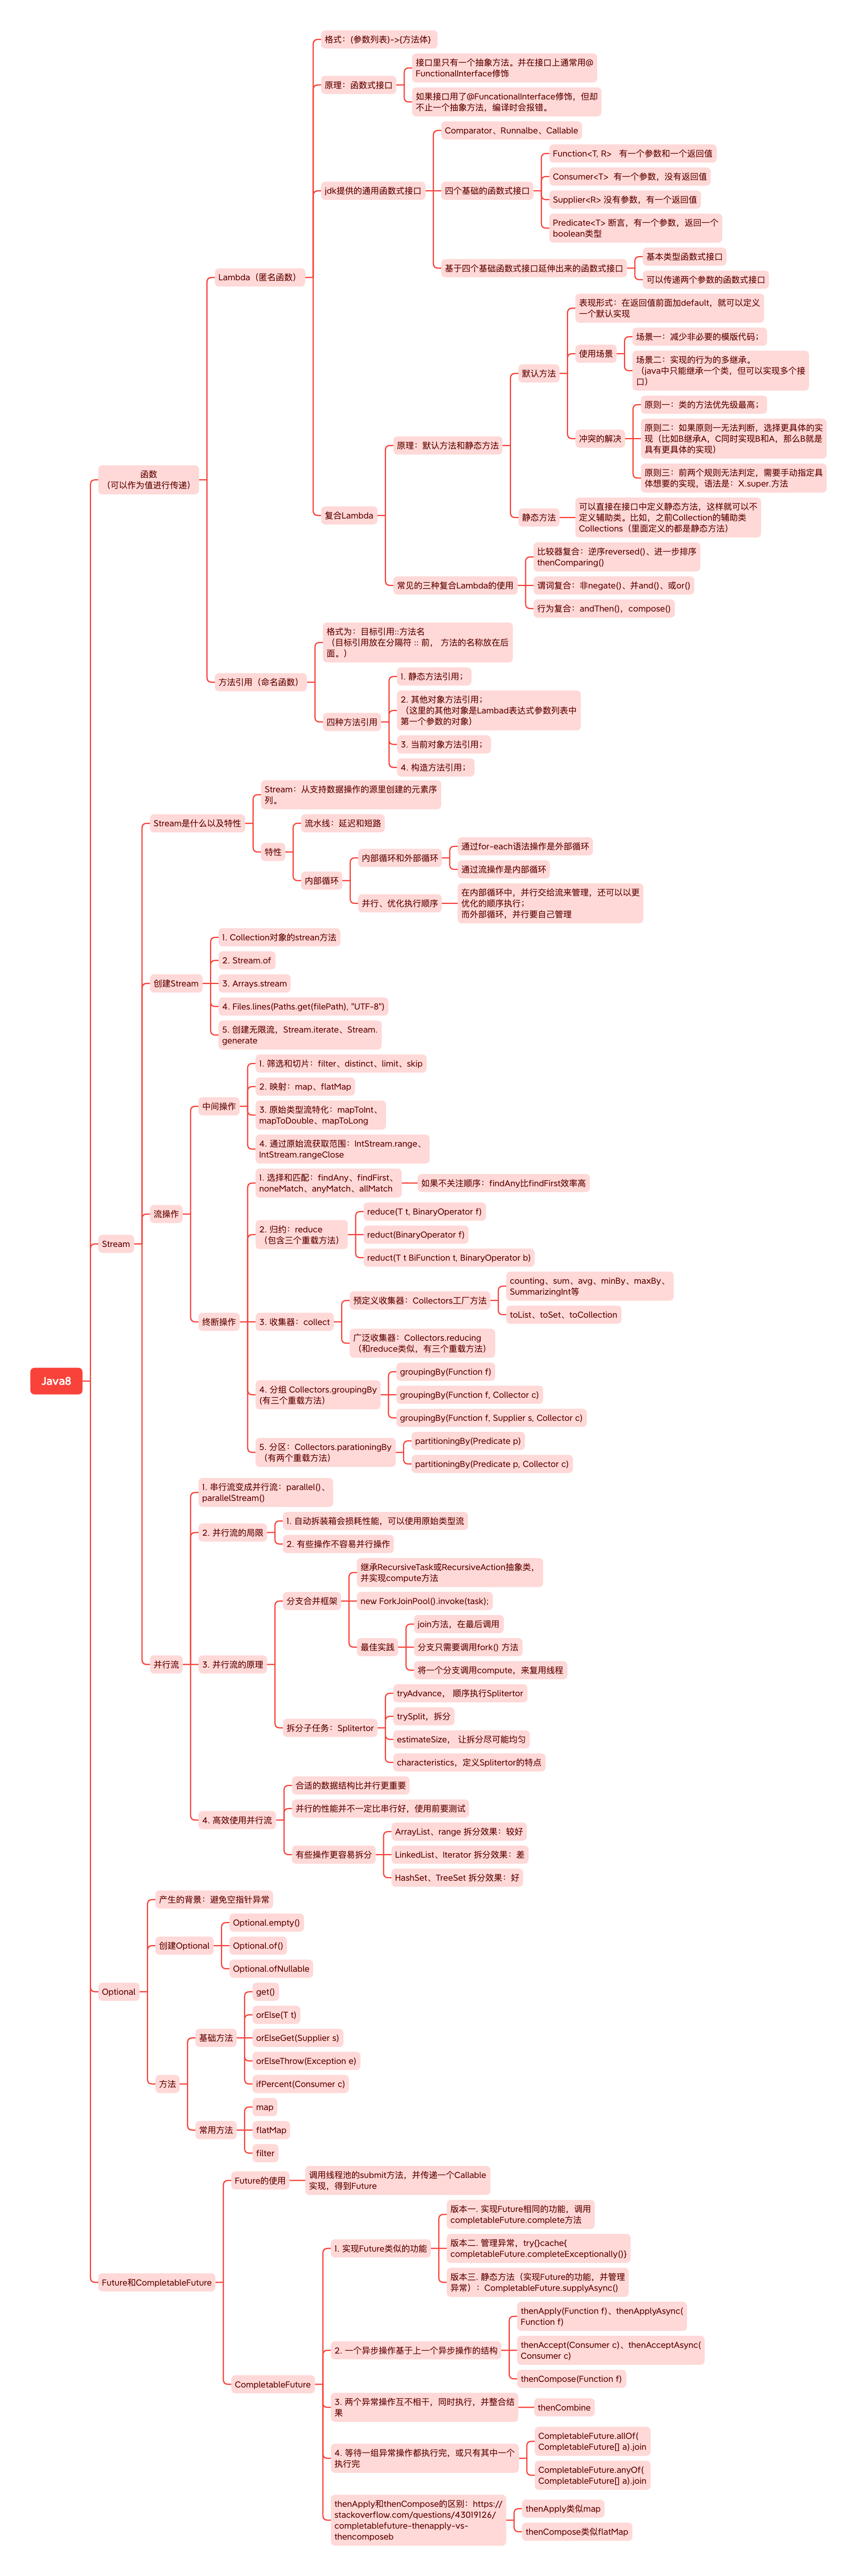 Java8
函数
（可以作为值进行传递）
Lambda（匿名函数）
格式：(参数列表)->{方法体}
原理：函数式接口
接口里只有一个抽象方法。并在接口上通常用@
FunctionalInterface修饰
如果接口用了@FuncationalInterface修饰，但却
不止一个抽象方法，编译时会报错。
jdk提供的通用函数式接口
Comparator、Runnalbe、Callable
四个基础的函数式接口
Function<T, R> 有一个参数和一个返回值
Consumer<T> 有一个参数，没有返回值
Supplier<R> 没有参数，有一个返回值
Predicate<T> 断言，有一个参数，返回一个
boolean类型
基于四个基础函数式接口延伸出来的函数式接口
基本类型函数式接口
可以传递两个参数的函数式接口
复合Lambda
原理：默认方法和静态方法
默认方法
表现形式：在返回值前面加default，就可以定义
一个默认实现
使用场景
场景一：减少非必要的模版代码；
场景二：实现的行为的多继承。
（java中只能继承一个类，但可以实现多个接
口）
冲突的解决
原则一：类的方法优先级最高；
原则二：如果原则一无法判断，选择更具体的实
现（比如B继承A，C同时实现B和A，那么B就是
具有更具体的实现）
原则三：前两个规则无法判定，需要手动指定具
体想要的实现，语法是：X.super.方法
静态方法
可以直接在接口中定义静态方法，这样就可以不
定义辅助类。比如，之前Collection的辅助类
Collections（里面定义的都是静态方法）
常见的三种复合Lambda的使用
比较器复合：逆序reversed()、进一步排序
thenComparing()
谓词复合：非negate()、并and()、或or()
行为复合：andThen()，compose()
方法引用（命名函数）
格式为：目标引用::方法名
（目标引用放在分隔符 :: 前， 方法的名称放在后
面。）
四种方法引用
1. 静态方法引用；
2. 其他对象方法引用；
（这里的其他对象是Lambad表达式参数列表中
第一个参数的对象）
3. 当前对象方法引用；
4. 构造方法引用；
Stream
Stream是什么以及特性
Stream：从支持数据操作的源里创建的元素序
列。
特性
流水线：延迟和短路
内部循环
内部循环和外部循环
通过for-each语法操作是外部循环
通过流操作是内部循环
并行、优化执行顺序
在内部循环中，并行交给流来管理，还可以以更
优化的顺序执行；
而外部循环，并行要自己管理
创建Stream
1. Collection对象的strean方法
2. Stream.of
3. Arrays.stream
4. Files.lines(Paths.get(filePath), "UTF-8")
5. 创建无限流，Stream.iterate、Stream.
generate
流操作
中间操作
1. 筛选和切片：filter、distinct、limit、skip
2. 映射：map、flatMap
3. 原始类型流特化：mapToInt、
mapToDouble、mapToLong
4. 通过原始流获取范围：IntStream.range、
IntStream.rangeClose
终断操作
1. 选择和匹配：findAny、findFirst、
noneMatch、anyMatch、allMatch
如果不关注顺序：findAny比findFirst效率高
2. 归约：reduce
（包含三个重载方法）
reduce(T t, BinaryOperator f)
reduct(BinaryOperator f)
reduct(T t BiFunction t, BinaryOperator b)
3. 收集器：collect
预定义收集器：Collectors工厂方法
counting、sum、avg、minBy、maxBy、
SummarizingInt等
toList、toSet、toCollection
广泛收集器：Collectors.reducing
（和reduce类似，有三个重载方法）
4. 分组 Collectors.groupingBy
(有三个重载方法）
groupingBy(Function f)
groupingBy(Function f, Collector c)
groupingBy(Function f, Supplier s, Collector c)
5. 分区：Collectors.parationingBy
（有两个重载方法）
partitioningBy(Predicate p)
partitioningBy(Predicate p, Collector c)
并行流
1. 串行流变成并行流：parallel()、
parallelStream()
2. 并行流的局限
1. 自动拆装箱会损耗性能，可以使用原始类型流
2. 有些操作不容易并行操作
3. 并行流的原理
分支合并框架
继承RecursiveTask或RecursiveAction抽象类，
并实现compute方法
new ForkJoinPool().invoke(task);
最佳实践
join方法，在最后调用
分支只需要调用fork() 方法
将一个分支调用compute，来复用线程
拆分子任务：Splitertor
tryAdvance， 顺序执行Splitertor
trySplit，拆分
estimateSize， 让拆分尽可能均匀
characteristics，定义Splitertor的特点
4. 高效使用并行流
合适的数据结构比并行更重要
并行的性能并不一定比串行好，使用前要测试
有些操作更容易拆分
ArrayList、range 拆分效果：较好
LinkedList、Iterator 拆分效果：差
HashSet、TreeSet 拆分效果：好
Optional
产生的背景：避免空指针异常
创建Optional
Optional.empty()
Optional.of()
Optional.ofNullable
方法
基础方法
get()
orElse(T t)
orElseGet(Supplier s)
orElseThrow(Exception e)
ifPercent(Consumer c)
常用方法
map
flatMap
filter
Future和CompletableFuture
Future的使用
调用线程池的submit方法，并传递一个Callable
实现，得到Future
CompletableFuture
1. 实现Future类似的功能
版本一. 实现Future相同的功能，调用
completableFuture.complete方法
版本二. 管理异常，try{}cache{
completableFuture.completeExceptionally()}
版本三. 静态方法（实现Future的功能，并管理
异常）：CompletableFuture.supplyAsync()
2. 一个异步操作基于上一个异步操作的结构
thenApply(Function f)、thenApplyAsync(
Function f)
thenAccept(Consumer c)、thenAcceptAsync(
Consumer c)
thenCompose(Function f)
3. 两个异常操作互不相干，同时执行，并整合结
果
thenCombine
4. 等待一组异常操作都执行完，或只有其中一个
执行完
CompletableFuture.allOf(
CompletableFuture[] a).join
CompletableFuture.anyOf(
CompletableFuture[] a).join
thenApply和thenCompose的区别：https://
stackoverflow.com/questions/43019126/
completablefuture-thenapply-vs-
thencomposeb
thenApply类似map
thenCompose类似flatMap